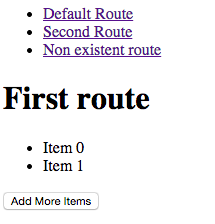 Default Route
Second Route
Non existent route
First route
Item 0
Item 1
Add More Items